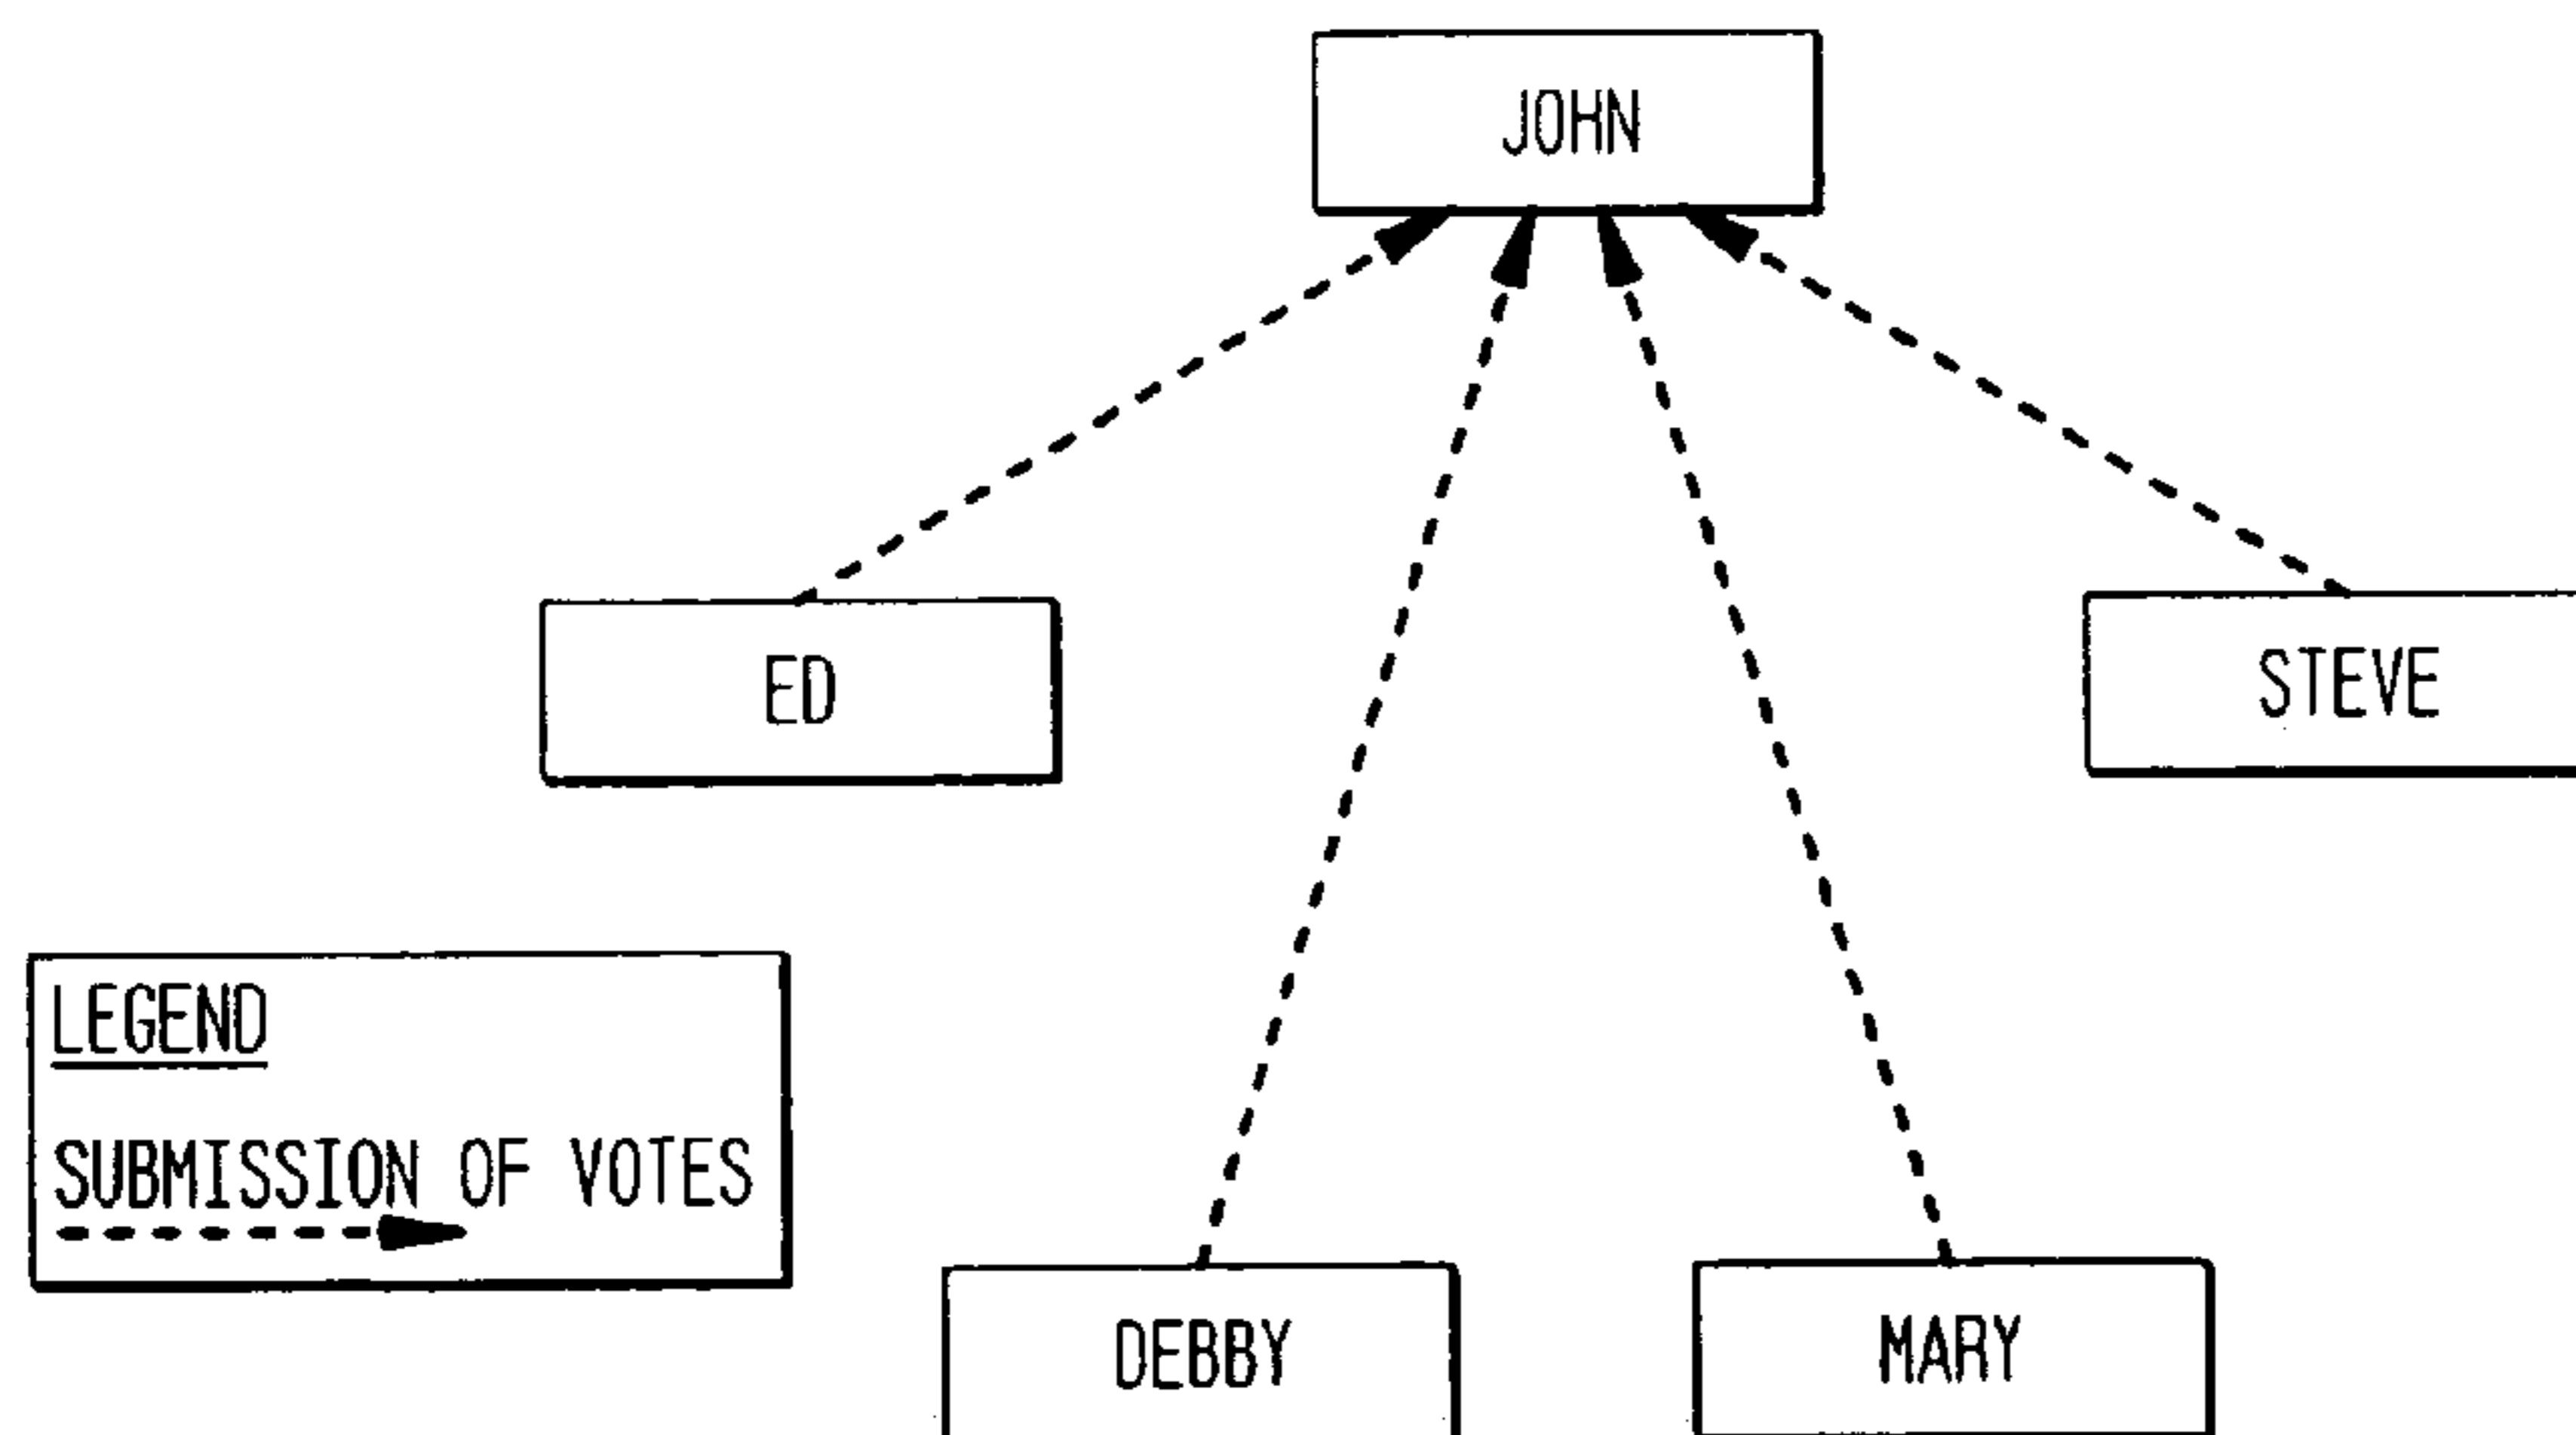 JOHN
ED
STEVE
LEGEND
SUBMISSION OF VOTES
DEBBY
MARY